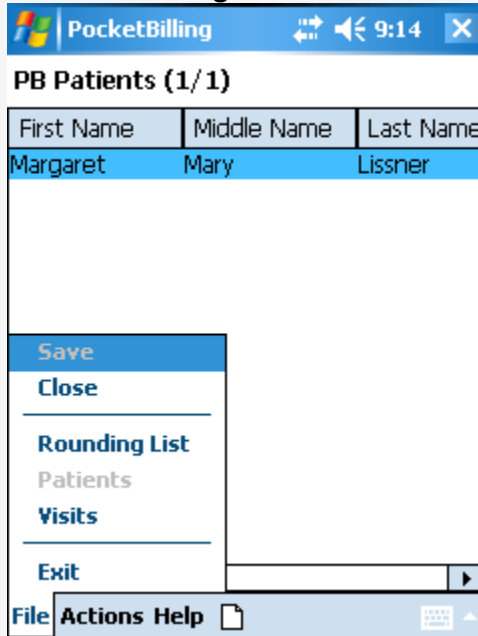 PocketBilling 9:14
PB Patients (1/1)
First Name Middle Name Last Name
Margaret Mary Lissner
Save
Close
Rounding List
Patients
Visits
Exit
File Actions Help